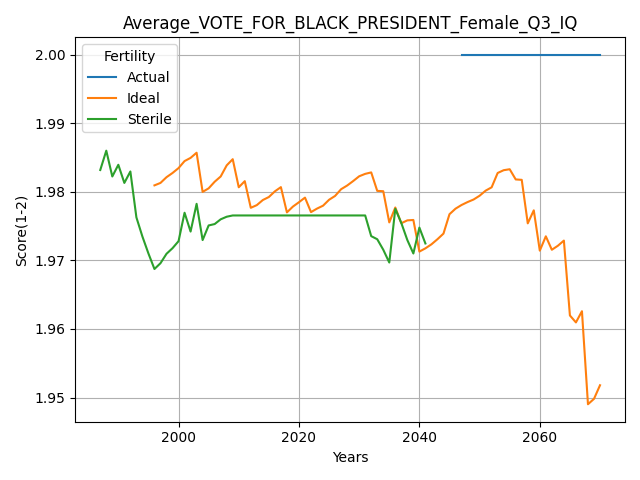 Average_VOTE_FOR_BLACK_PRESIDENT_Female_Q3_IQ
Fertility
Actual
Ideal
Sterile
Score(1-2)
2.00
1.99
1.98
1.97
1.96
1.95
2000 2020 2040 2060
Years